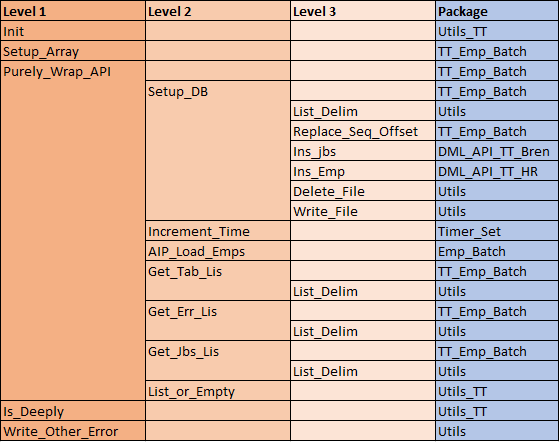 Level 1 Level 2 Level 3 Package
Init Utils_TT
Setup_Array TT_Emp_Batch
Purely_Wrap_API TT_Emp_Batch
Setup_DB TT_Emp_Batch
List_Delim Utils
Replace_Seq_Offset TT_Emp_Batch
Ins_jbs DML_API_TT_Bren
Ins_Emp DML_API_TT_HR
Delete_File Utils
Write_File Utils
Increment_Time Timer_Set
AIP_Load_Emps Emp_Batch
Get_Tab_Lis TT_Emp_Batch
List_Delim Utils
Get_Err_Lis TT_Emp_Batch
List_Delim Utils
Get_Jbs_Lis TT_Emp_Batch
List_Delim Utils
List_or_Empty Utils_TT
Is_Deeply Utils_TT
Write_Other_Error Utils